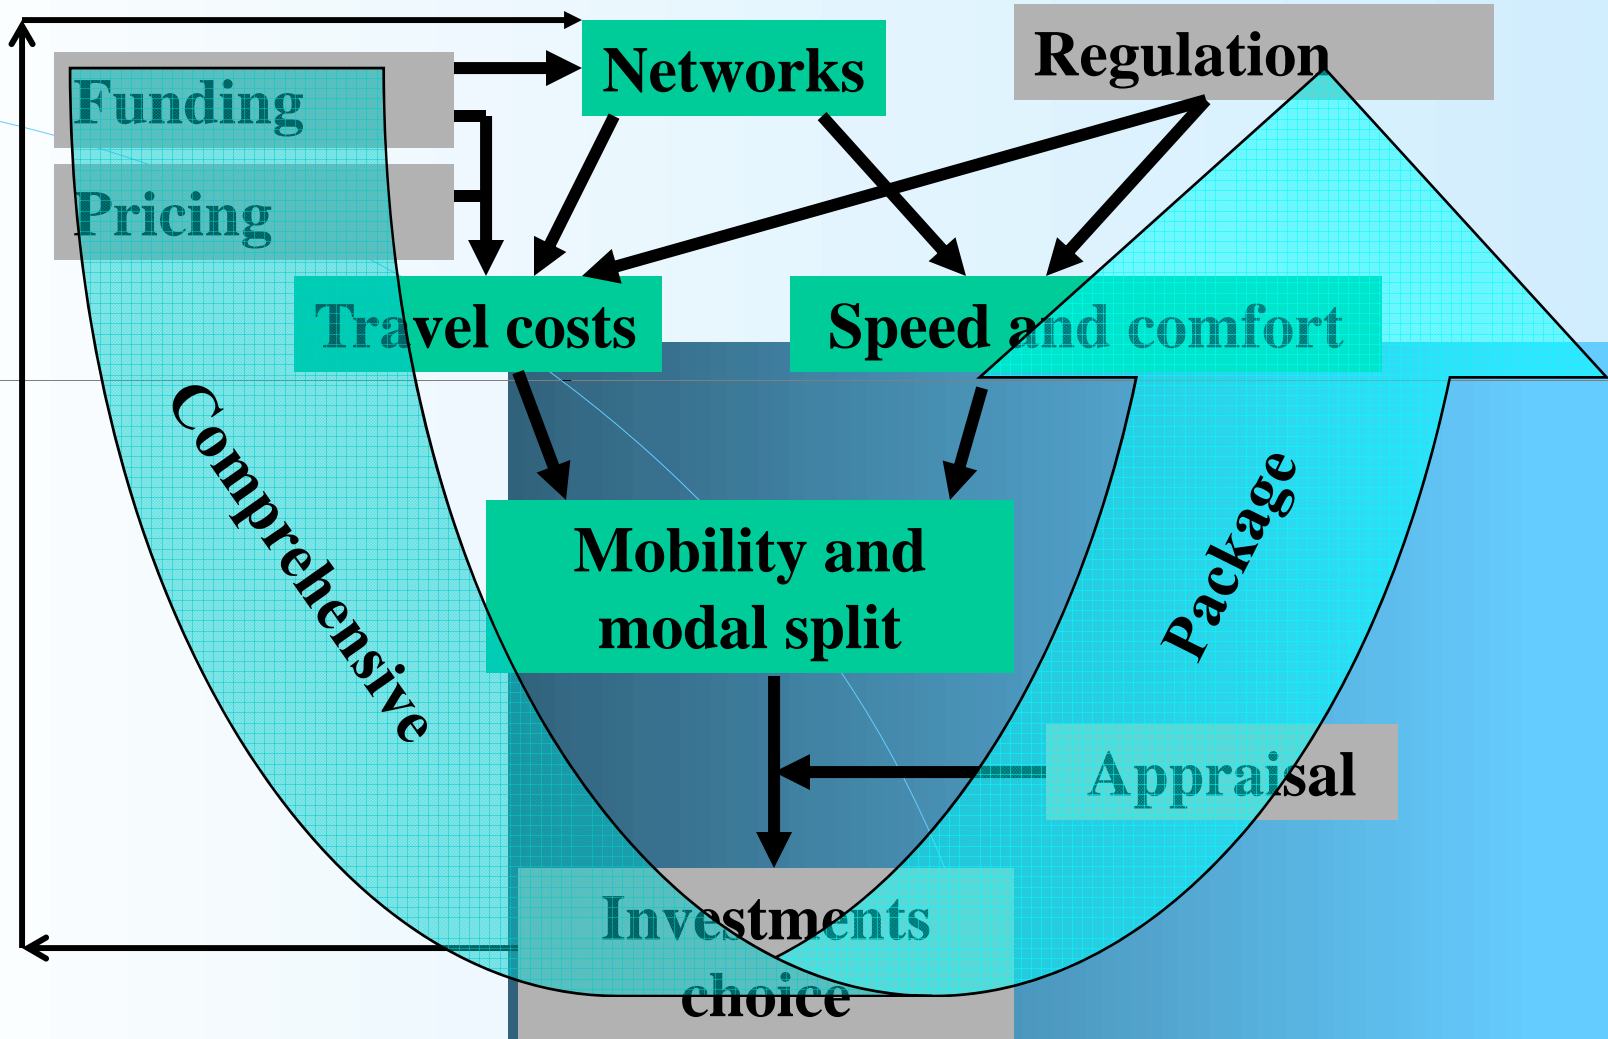 Networks
Regulation
Funding
Pricing
Travel costs
Speed and comfort
Comprehensive
Mobility and
modal split
Package
Appraisal
Investments
choice